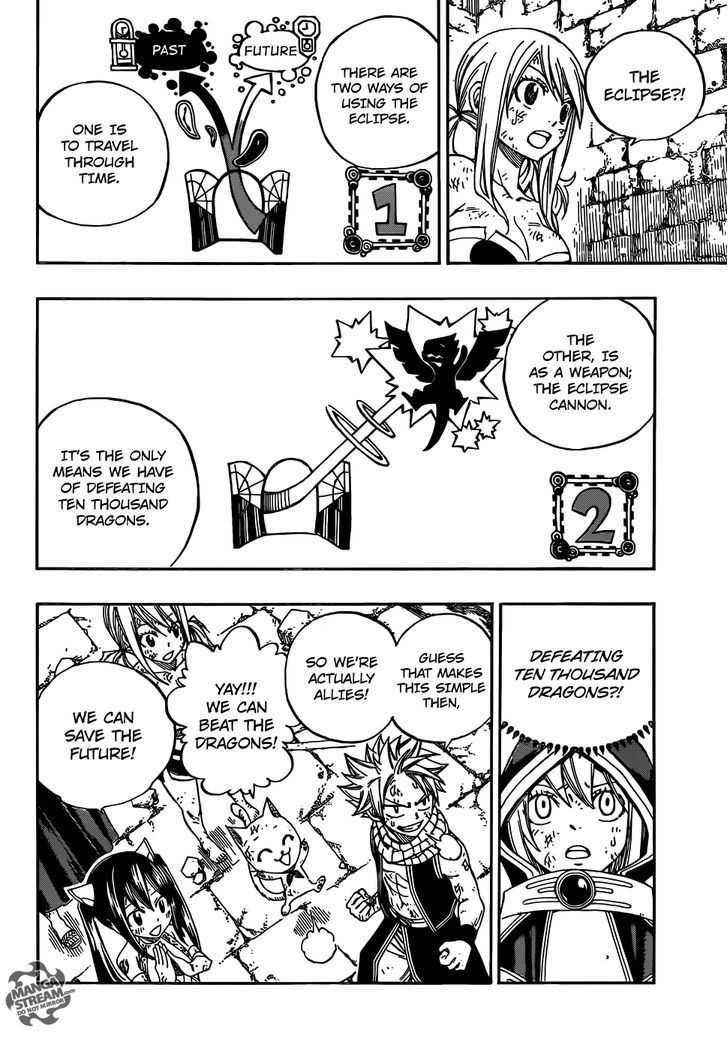 THE
ECLIPSE?!
THERE ARE
TWO WAYS OF
USING THE
ECLIPSE.
1
PAST
FUTURE
ONE IS
TO TRAVEL
THROUGH
TIME.
THE
OTHER, IS
AS A WEAPON;
THE ECLIPSE
CANNON.
2
IT'S THE ONLY
MEANS WE HAVE
OF DEFEATING
TEN THOUSAND
DRAGONS.
DEFEATING
TEN THOUSAND
DRAGONS?!
GUESS
THAT MAKES
THIS SIMPLE
THEN,
SO WE'RE
ACTUALLY
ALLIES!
YAY!!!
WE CAN
BEAT THE
DRAGONS!
WE CAN
SAVE THE
FUTURE!
MANGA
STREAM.COM
DO NOT MIRROR